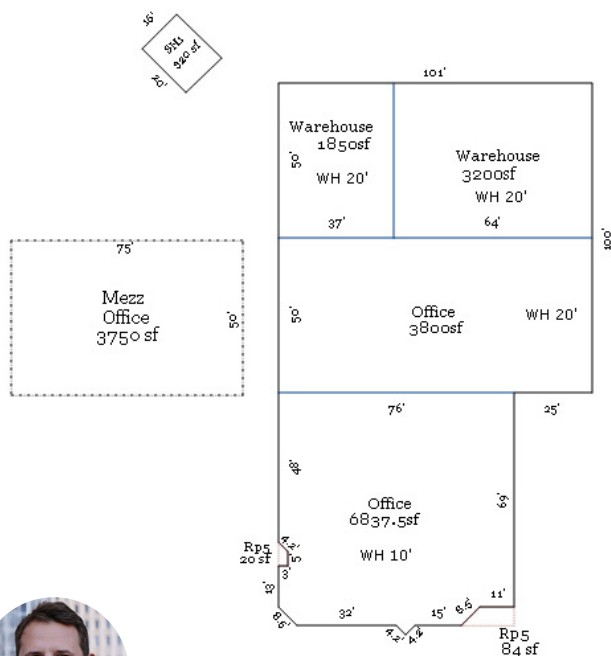 16'
SN1
320 sf
20'
101'
Warehouse
1850sf
50'
WH 20'
37'
Warehouse
3200sf
WH 20'
64'
100'
75'
Mezz
Office
3750 sf
50'
50'
Office
3800sf
WH 20'
76'
25'
48'
69'
Office
6837.5sf
WH 10'
Rp5
20 sf
4.2'
5'
3'
13'
8.6'
32'
4.2'
4.2'
15'
8.5'
11'
Rp5
84 sf